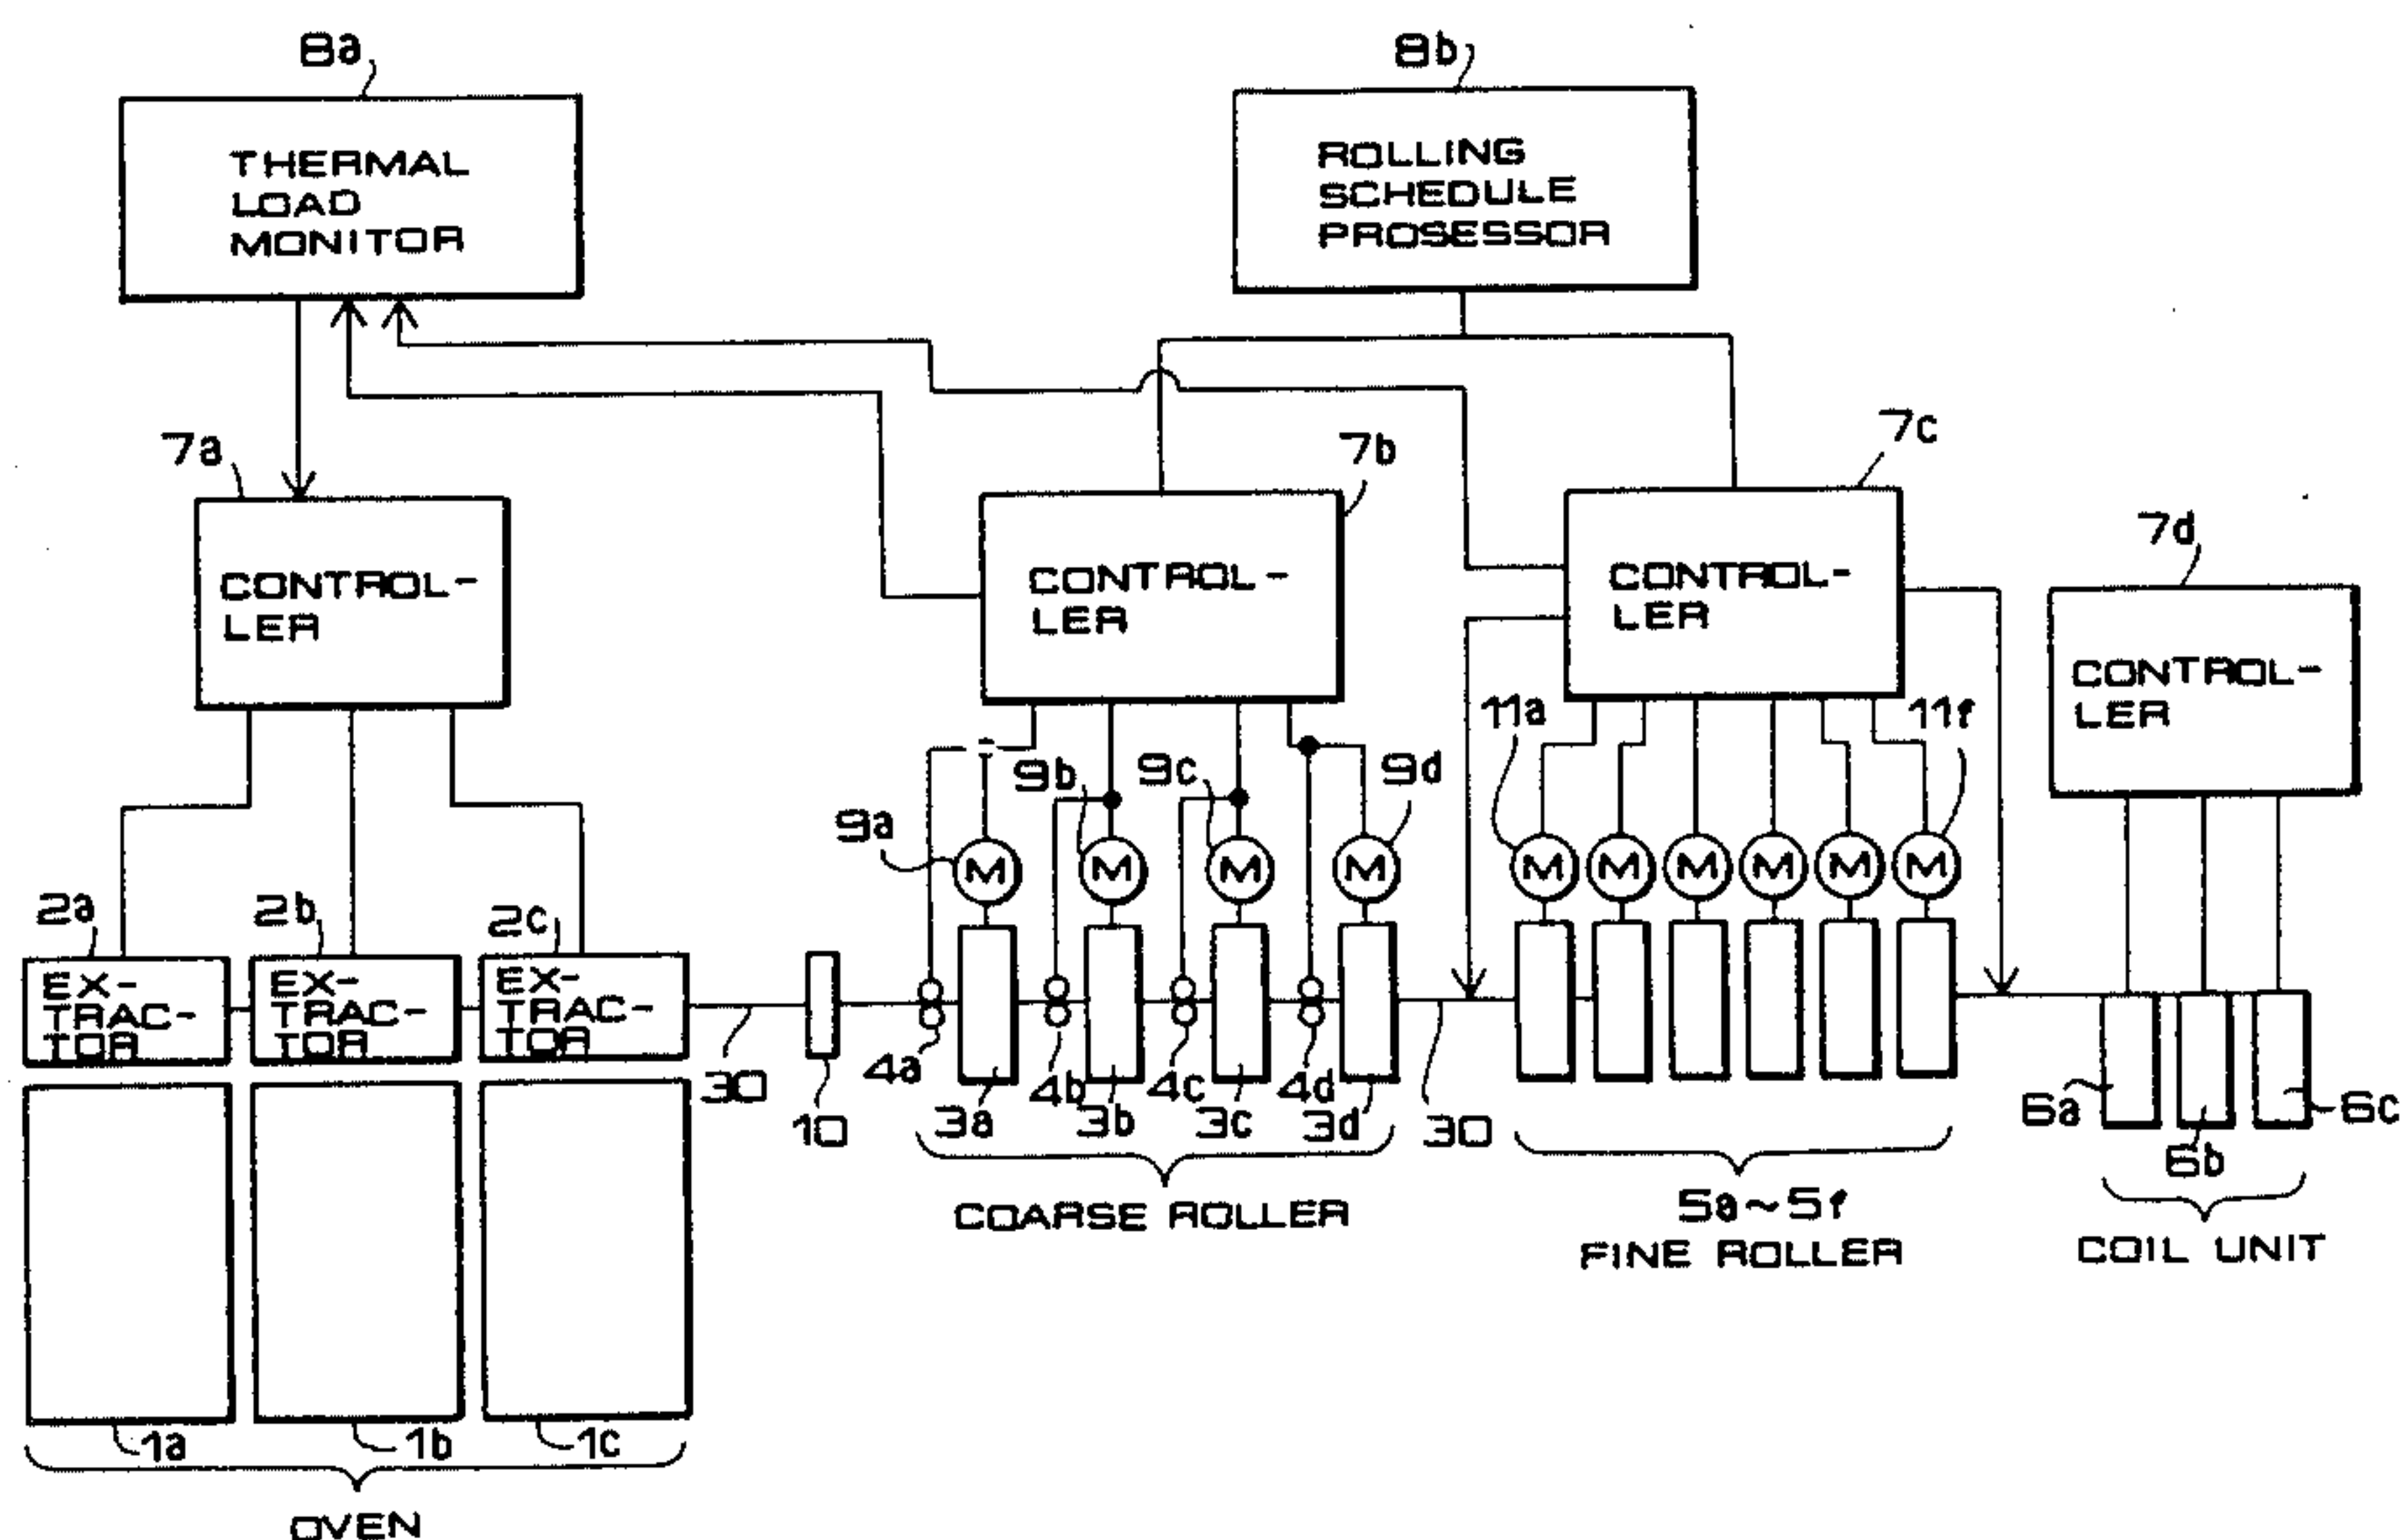 8a
8b
THERMAL
LOAD
MONITOR
ROLLING
SCHEDULE
PROSESSOR
7a
7b
7c
7d
CONTROL-
LER
CONTROL-
LER
CONTROL-
LER
CONTROL-
LER
9a
9b
9c
9d
11a
11f
M
M
M
M
M
M
M
M
M
M
2a
2b
2c
EX-
TRAC-
TOR
EX-
TRAC-
TOR
EX-
TRAC-
TOR
30
10
4a
3a
4b
3b
4c
3c
4d
3d
30
6a
6b
6c
COARSE ROLLER
5a~5f
FINE ROLLER
COIL UNIT
1a
1b
1c
OVEN